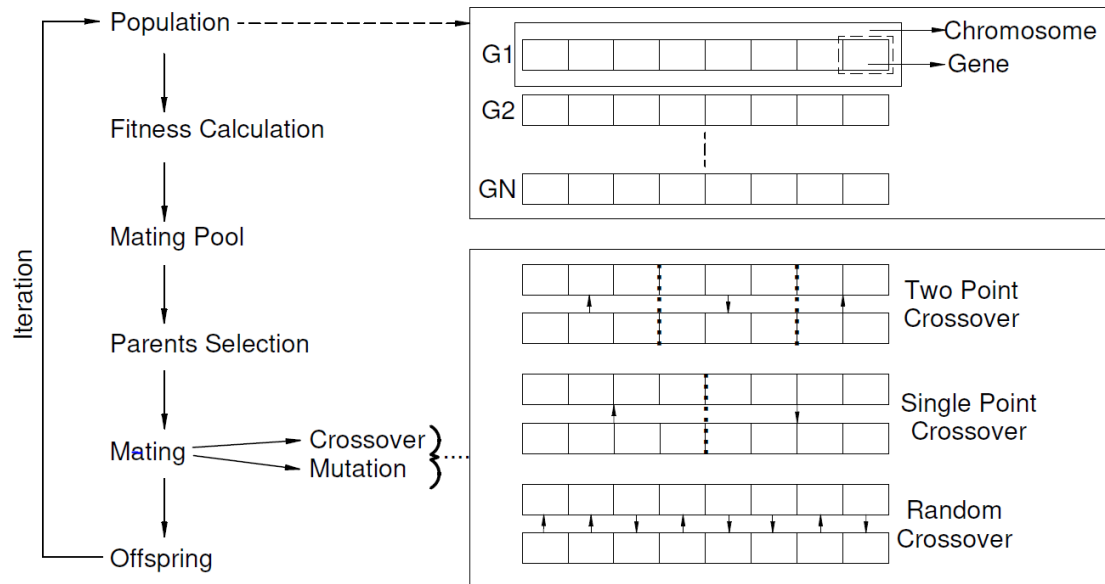 Population
Fitness Calculation
Mating Pool
Parents Selection
Mating
Crossover
Mutation
Offspring
Iteration
G1
Chromosome
Gene
G2
GN
Two Point
Crossover
Single Point
Crossover
Random
Crossover